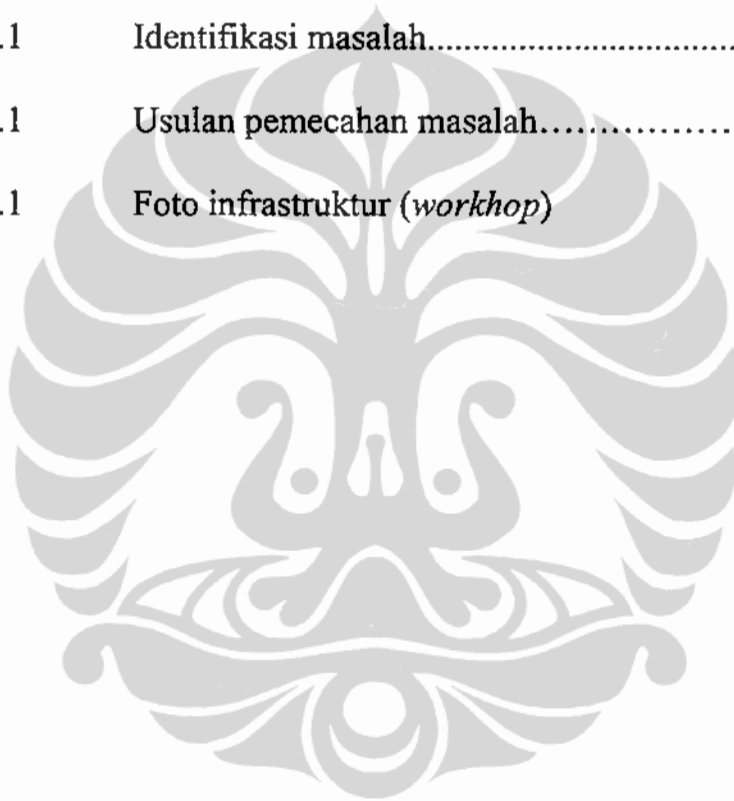 .1 Identifikasi masalah..........................................
.1 Usulan pemecahan masalah..........................
.1 Foto infrastruktur (workhop)